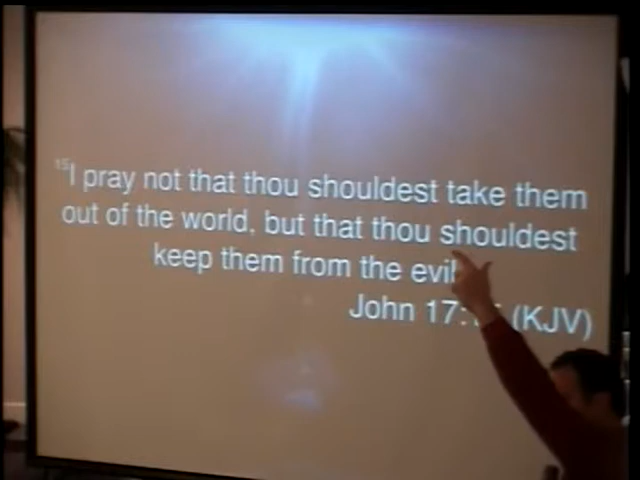 15I pray not that thou shouldest take them
out of the world, but that thou shouldest
keep them from the evil
John 17: (KJV)